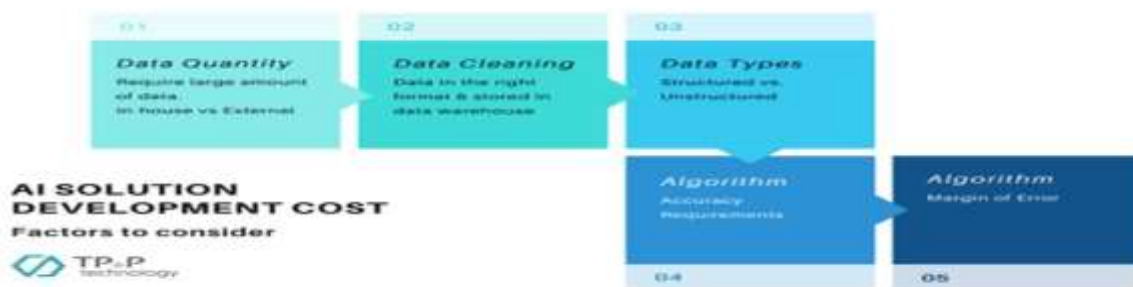 01
Data Quantity
Require large amount
of data
In house vs External
02
Data Cleaning
Data in the right
format & stored in
data warehouse
03
Data Types
Structured vs.
Unstructured
Algorithm
Accuracy
Requirements
04
Algorithm
Margin of Error
05
AI SOLUTION
DEVELOPMENT COST
Factors to consider
TP&P
technology